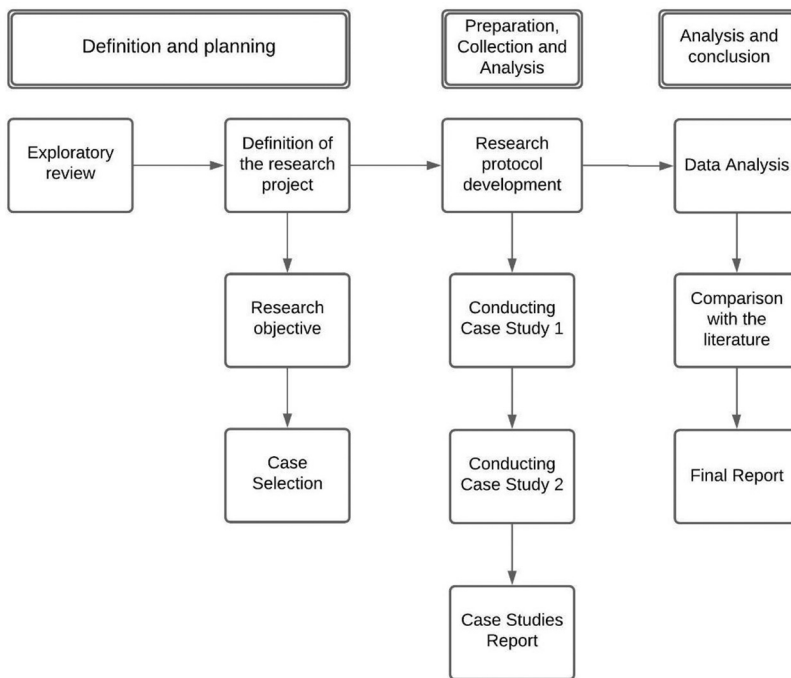 Definition and planning
Preparation,
Collection and
Analysis
Analysis and
conclusion
Exploratory
review
Definition of
the research
project
Research
protocol
development
Data Analysis
Research
objective
Conducting
Case Study 1
Comparison
with the
literature
Case
Selection
Conducting
Case Study 2
Final Report
Case Studies
Report